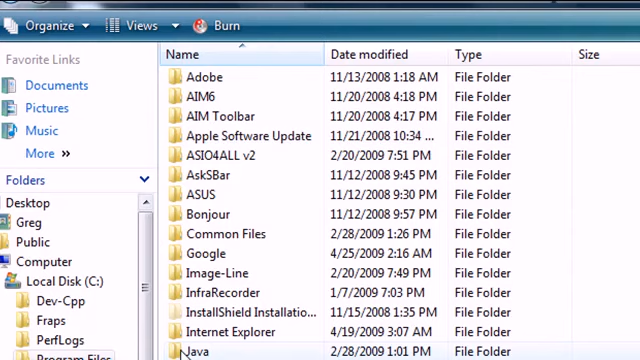 Organize Views Burn
Favorite Links
Documents
Pictures
Music
More »
Folders
Desktop
Greg
Public
Computer
Local Disk (C:)
Dev-Cpp
Fraps
PerfLogs
Program Files
Name Date modified Type Size
Adobe 11/13/2008 1:18 AM File Folder
AIM6 11/20/2008 4:18 PM File Folder
AIM Toolbar 11/20/2008 4:17 PM File Folder
Apple Software Update 11/21/2008 10:34 ... File Folder
ASIO4ALL v2 2/20/2009 7:51 PM File Folder
AskSBar 11/12/2008 9:45 PM File Folder
ASUS 11/12/2008 9:30 PM File Folder
Bonjour 11/12/2008 9:57 PM File Folder
Common Files 2/28/2009 1:26 PM File Folder
Google 4/25/2009 2:16 AM File Folder
Image-Line 2/20/2009 7:49 PM File Folder
InfraRecorder 1/7/2009 7:03 PM File Folder
InstallShield Installatio... 11/15/2008 1:35 PM File Folder
Internet Explorer 4/19/2009 3:07 AM File Folder
Java 2/28/2009 1:01 PM File Folder